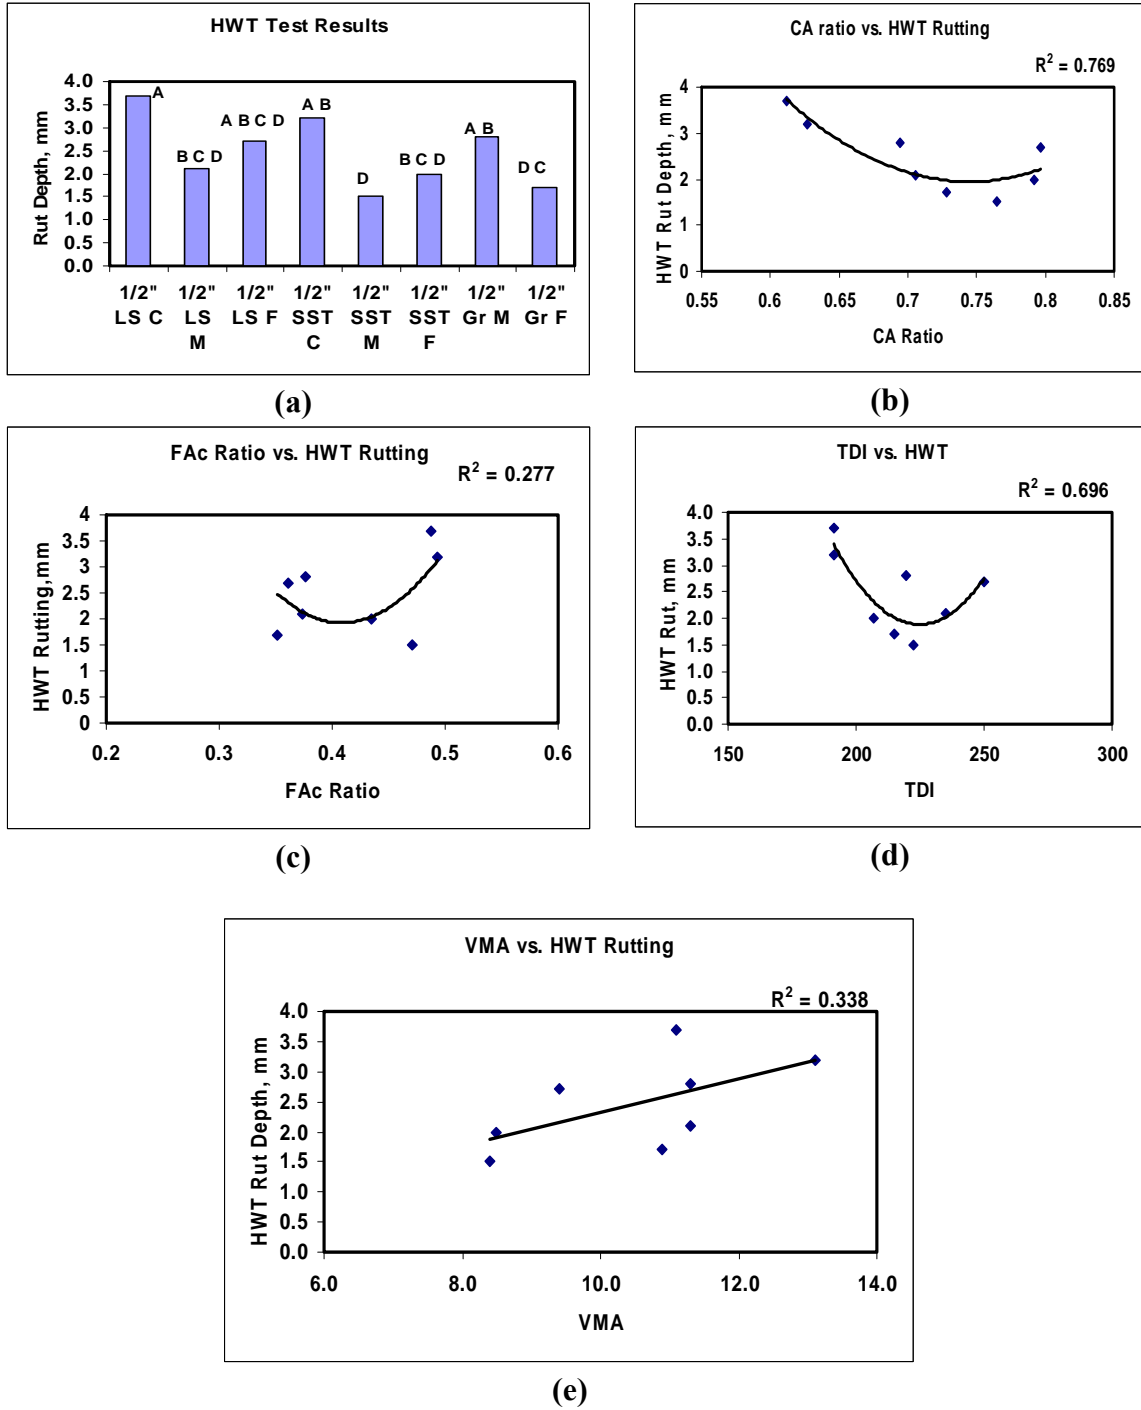 HWT Test Results
Rut Depth, mm
4.0
3.5
3.0
2.5
2.0
1.5
1.0
0.5
0.0
A
B C D
A B C D
A B
D
B C D
A B
D C
1/2" LS C
1/2" LS M
1/2" LS F
1/2" SST C
1/2" SST M
1/2" SST F
1/2" Gr M
1/2" Gr F
(a)
CA ratio vs. HWT Rutting
R² = 0.769
HWT Rut Depth, mm
4
3
2
1
0
0.55 0.6 0.65 0.7 0.75 0.8 0.85
CA Ratio
(b)
FAc Ratio vs. HWT Rutting
R² = 0.277
HWT Rutting,mm
4
3.5
3
2.5
2
1.5
1
0.5
0
0.2 0.3 0.4 0.5 0.6
FAc Ratio
(c)
TDI vs. HWT
R² = 0.696
HWT Rut, mm
4.0
3.5
3.0
2.5
2.0
1.5
1.0
0.5
0.0
150 200 250 300
TDI
(d)
VMA vs. HWT Rutting
R² = 0.338
HWT Rut Depth, mm
4.0
3.5
3.0
2.5
2.0
1.5
1.0
0.5
0.0
6.0 8.0 10.0 12.0 14.0
VMA
(e)